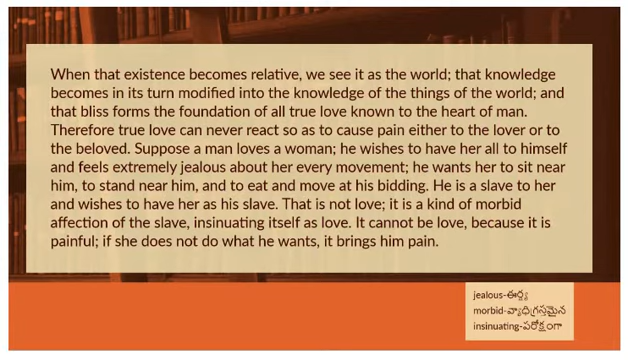 When that existence becomes relative, we see it as the world; that knowledge
becomes in its turn modified into the knowledge of the things of the world; and
that bliss forms the foundation of all true love known to the heart of man.
Therefore true love can never react so as to cause pain either to the lover or to
the beloved. Suppose a man loves a woman; he wishes to have her all to himself
and feels extremely jealous about her every movement; he wants her to sit near
him, to stand near him, and to eat and move at his bidding. He is a slave to her
and wishes to have her as his slave. That is not love; it is a kind of morbid
affection of the slave, insinuating itself as love. It cannot be love, because it is
painful; if she does not do what he wants, it brings him pain.
jealous-ఈర్ష్య
morbid-వ్యాధిగ్రస్తమైన
insinuating-పరోక్షంగా